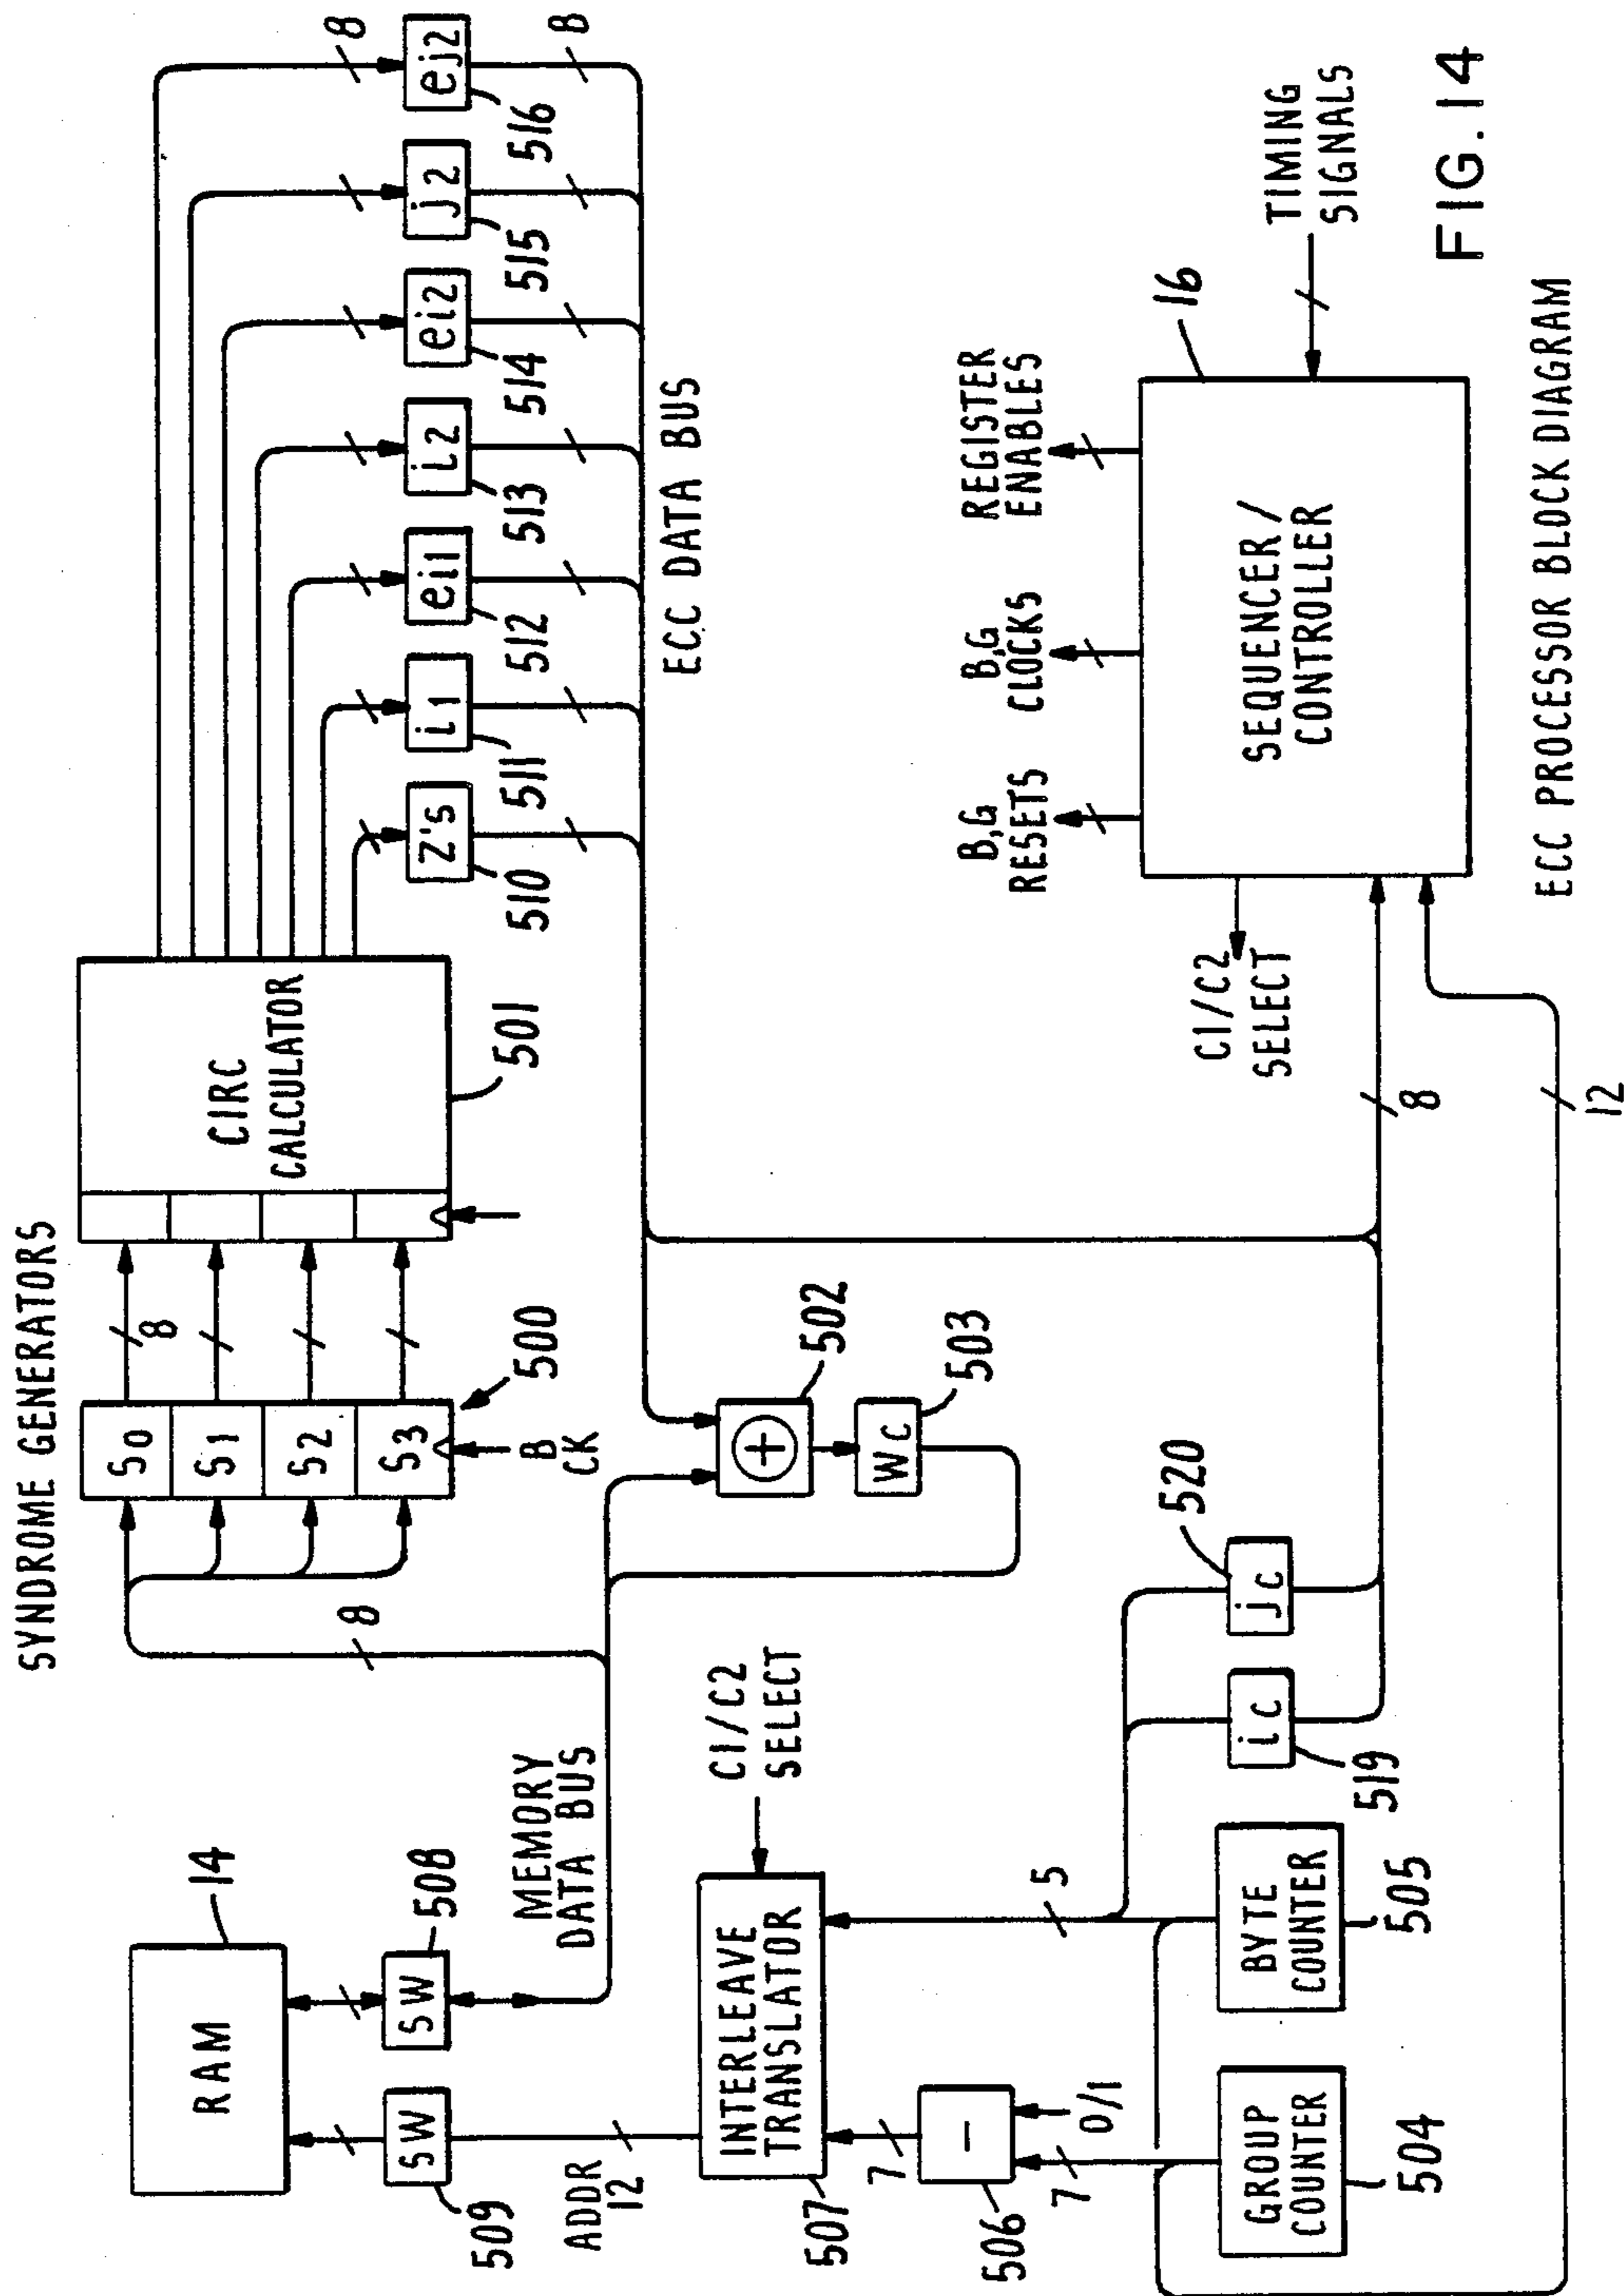 SYNDROME GENERATORS
RAM
14
SW
509
SW
508
ADDR
12
MEMORY
DATA BUS
8
S0
S1
S2
S3
500
B
CK
8
CIRC
CALCULATOR
501
Z's
510
i1
511
ei1
512
i2
513
ei2
514
j2
515
ej2
516
8
8
ECC DATA BUS
502
WC
503
INTERLEAVE
TRANSLATOR
507
C1/C2
SELECT
7
5
506
0/1
7
GROUP
COUNTER
504
BYTE
COUNTER
505
iC
519
jC
520
8
12
C1/C2
SELECT
B,G
RESETS
B,G
CLOCKS
REGISTER
ENABLES
SEQUENCER/
CONTROLLER
16
TIMING
SIGNALS
ECC PROCESSOR BLOCK DIAGRAM
FIG. 14